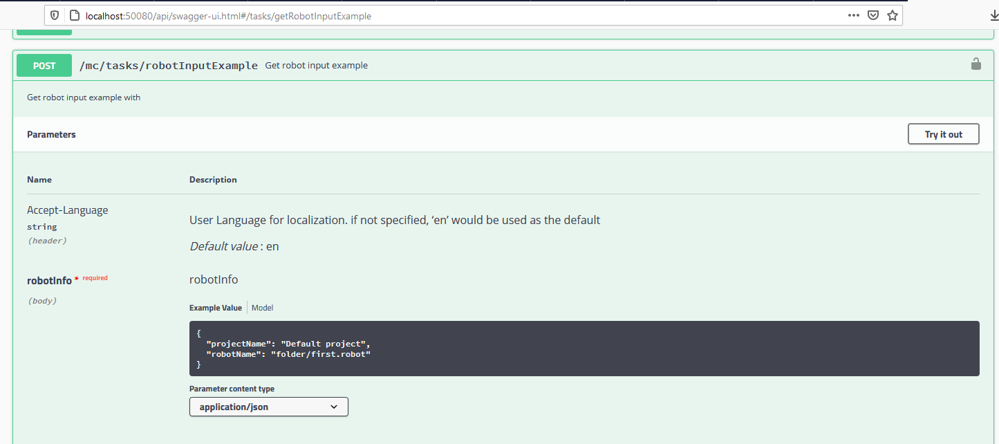 localhost:50080/api/swagger-ui.html#/tasks/getRobotInputExample
POST /mc/tasks/robotInputExample Get robot input example
Get robot input example with
Parameters Try it out
Name Description
Accept-Language
string
(header)
User Language for localization. if not specified, ‘en’ would be used as the default
Default value : en
robotInfo * required
(body)
robotInfo
Example Value Model
{
"projectName": "Default project",
"robotName": "folder/first.robot"
}
Parameter content type
application/json